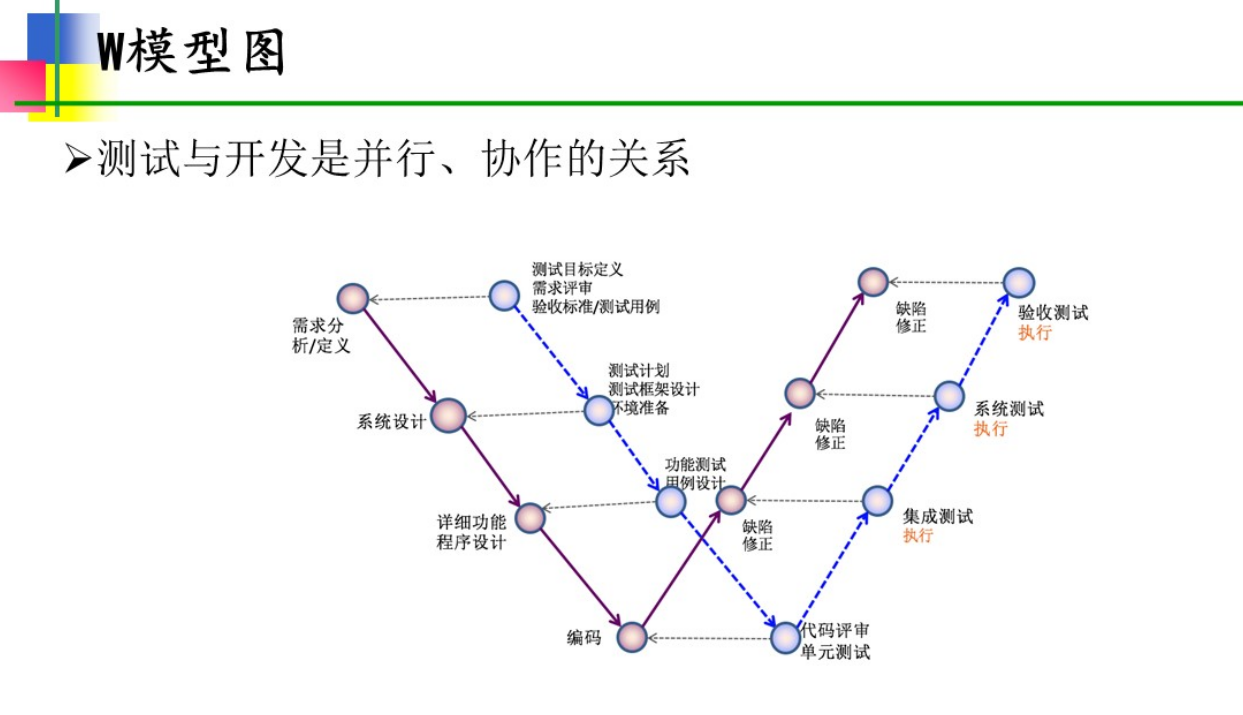 W模型图
➢测试与开发是并行、协作的关系
测试目标定义
需求评审
验收标准/测试用例
需求分
析/定义
缺陷
修正
验收测试
执行
测试计划
测试框架设计
环境准备
系统设计
缺陷
修正
系统测试
执行
功能测试
用例设计
详细功能
程序设计
缺陷
修正
集成测试
执行
编码
代码评审
单元测试